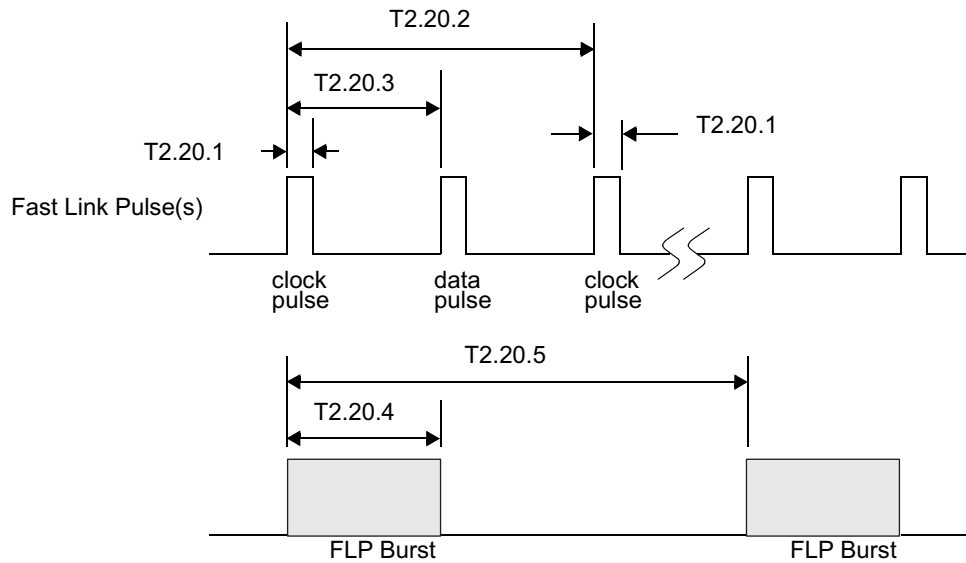 T2.20.2
T2.20.3
T2.20.1
T2.20.1
Fast Link Pulse(s)
clock
pulse
data
pulse
clock
pulse
T2.20.5
T2.20.4
FLP Burst
FLP Burst